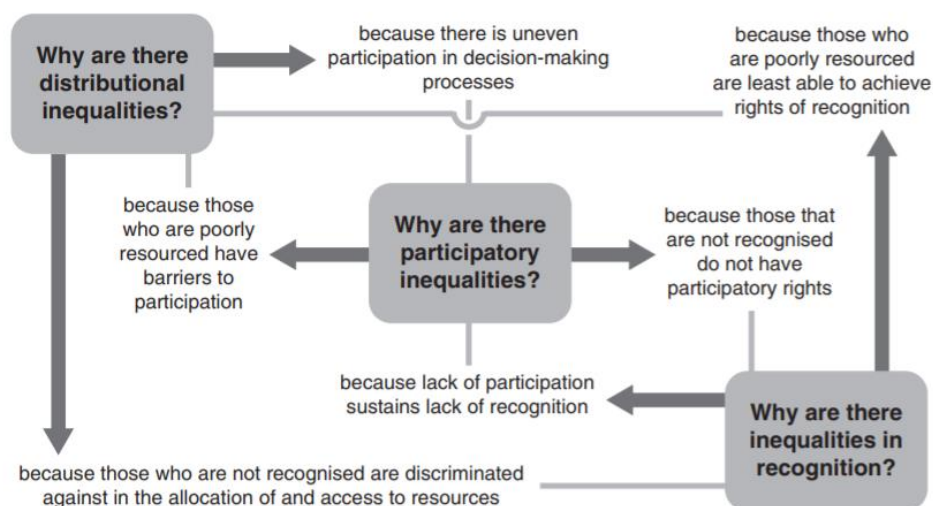 Why are there
distributional
inequalities?
because there is uneven
participation in decision-making
processes
because those who
are poorly resourced
are least able to achieve
rights of recognition
because those
who are poorly
resourced have
barriers to
participation
Why are there
participatory
inequalities?
because those that
are not recognised
do not have
participatory rights
because lack of participation
sustains lack of recognition
Why are there
inequalities in
recognition?
because those who are not recognised are discriminated
against in the allocation of and access to resources